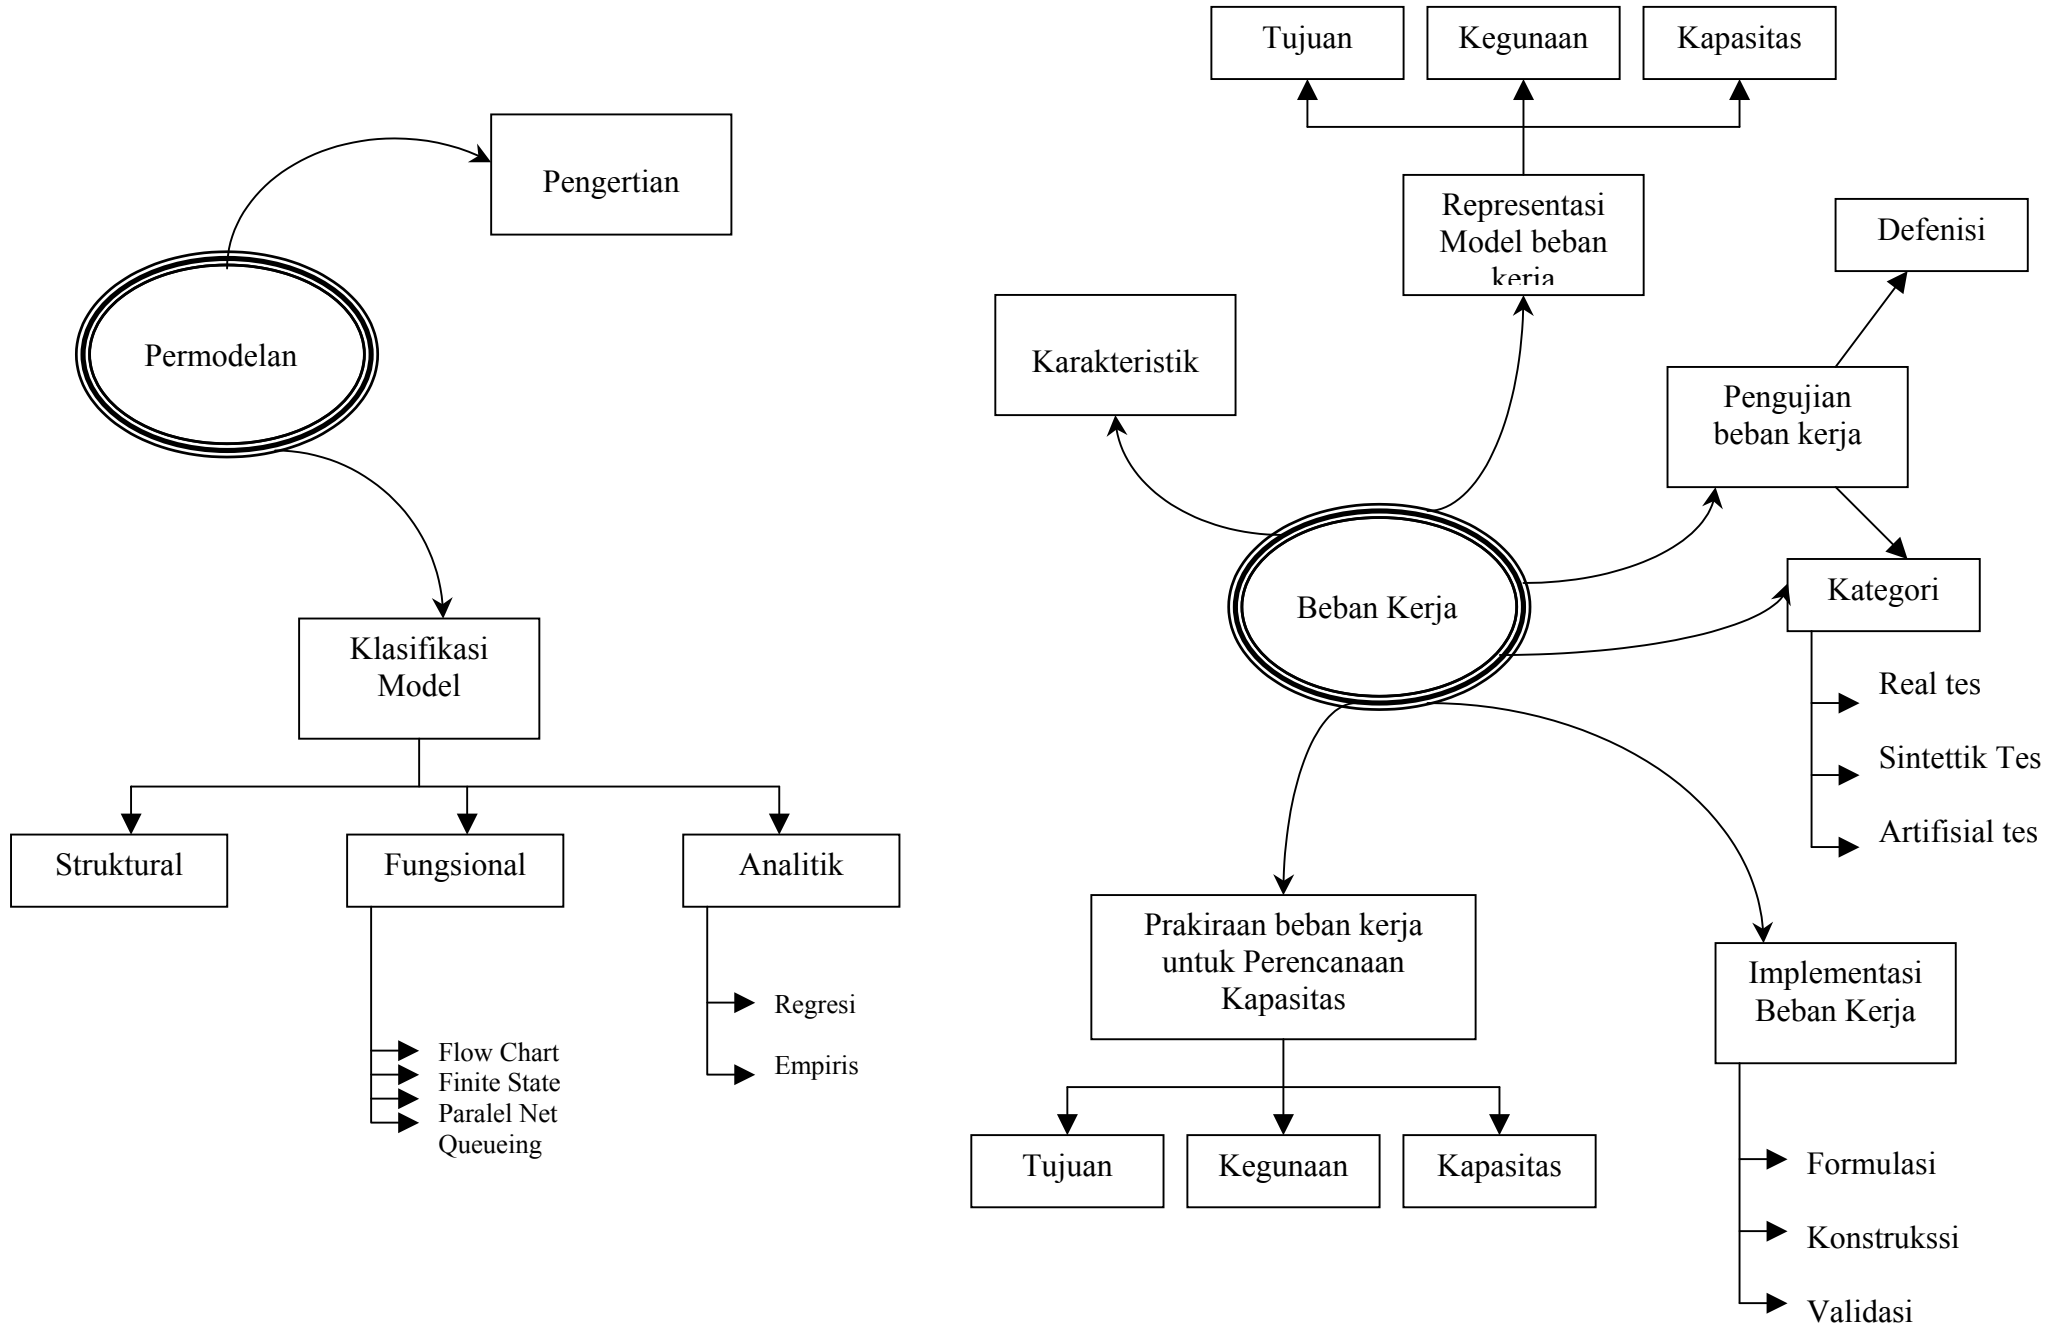 Pengertian
Permodelan
Klasifikasi
Model
Struktural
Fungsional
Analitik
Flow Chart
Finite State
Paralel Net
Queueing
Regresi
Empiris
Tujuan
Kegunaan
Kapasitas
Representasi
Model beban
kerja
Karakteristik
Defenisi
Pengujian
beban kerja
Beban Kerja
Kategori
Real tes
Sintettik Tes
Artifisial tes
Prakiraan beban kerja
untuk Perencanaan
Kapasitas
Tujuan
Kegunaan
Kapasitas
Implementasi
Beban Kerja
Formulasi
Konstrukssi
Validasi